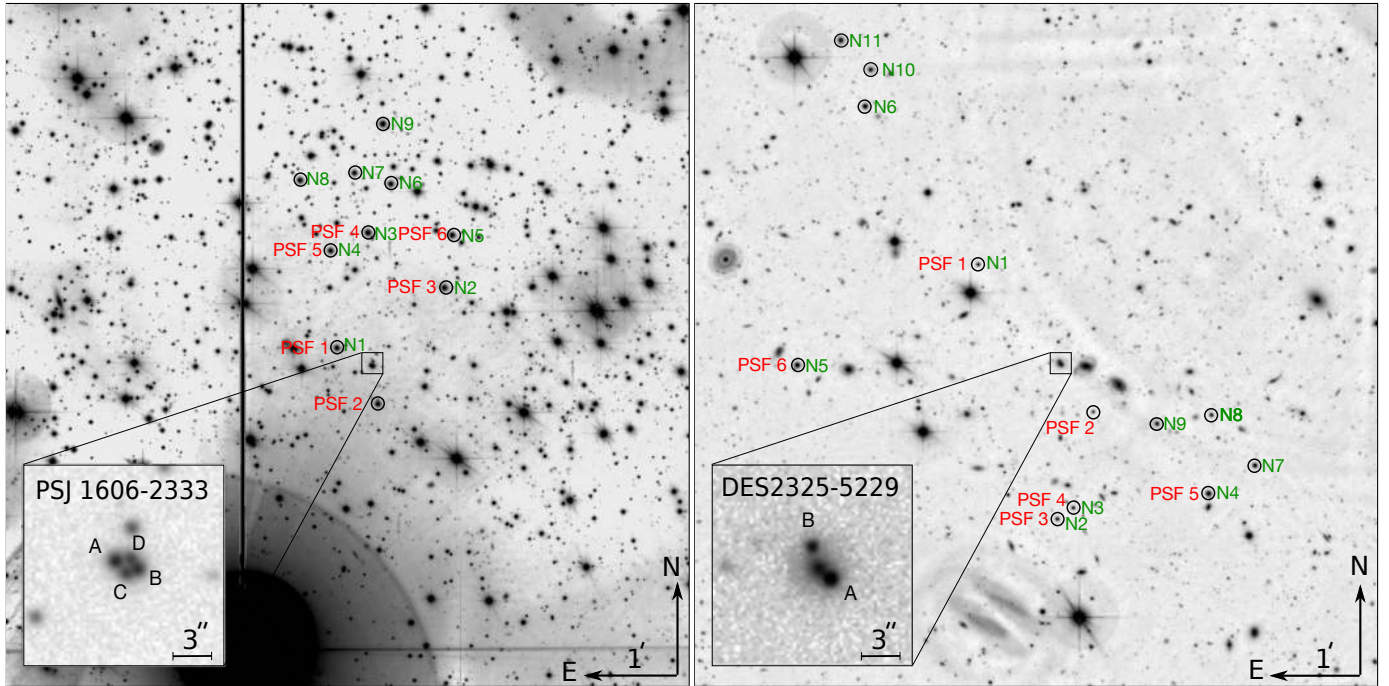 N9
N7
N8
N6
PSF 4 N3 PSF 6 N5
PSF 5 N4
PSF 3 N2
PSF 1 N1
PSF 2
PSJ 1606-2333
A
D
C
B
3″
N
E 1′
N11
N10
N6
PSF 1 N1
PSF 6 N5
PSF 2
N9
N8
N7
PSF 5 N4
PSF 4 N3
PSF 3 N2
DES2325-5229
B
A
3″
N
E 1′